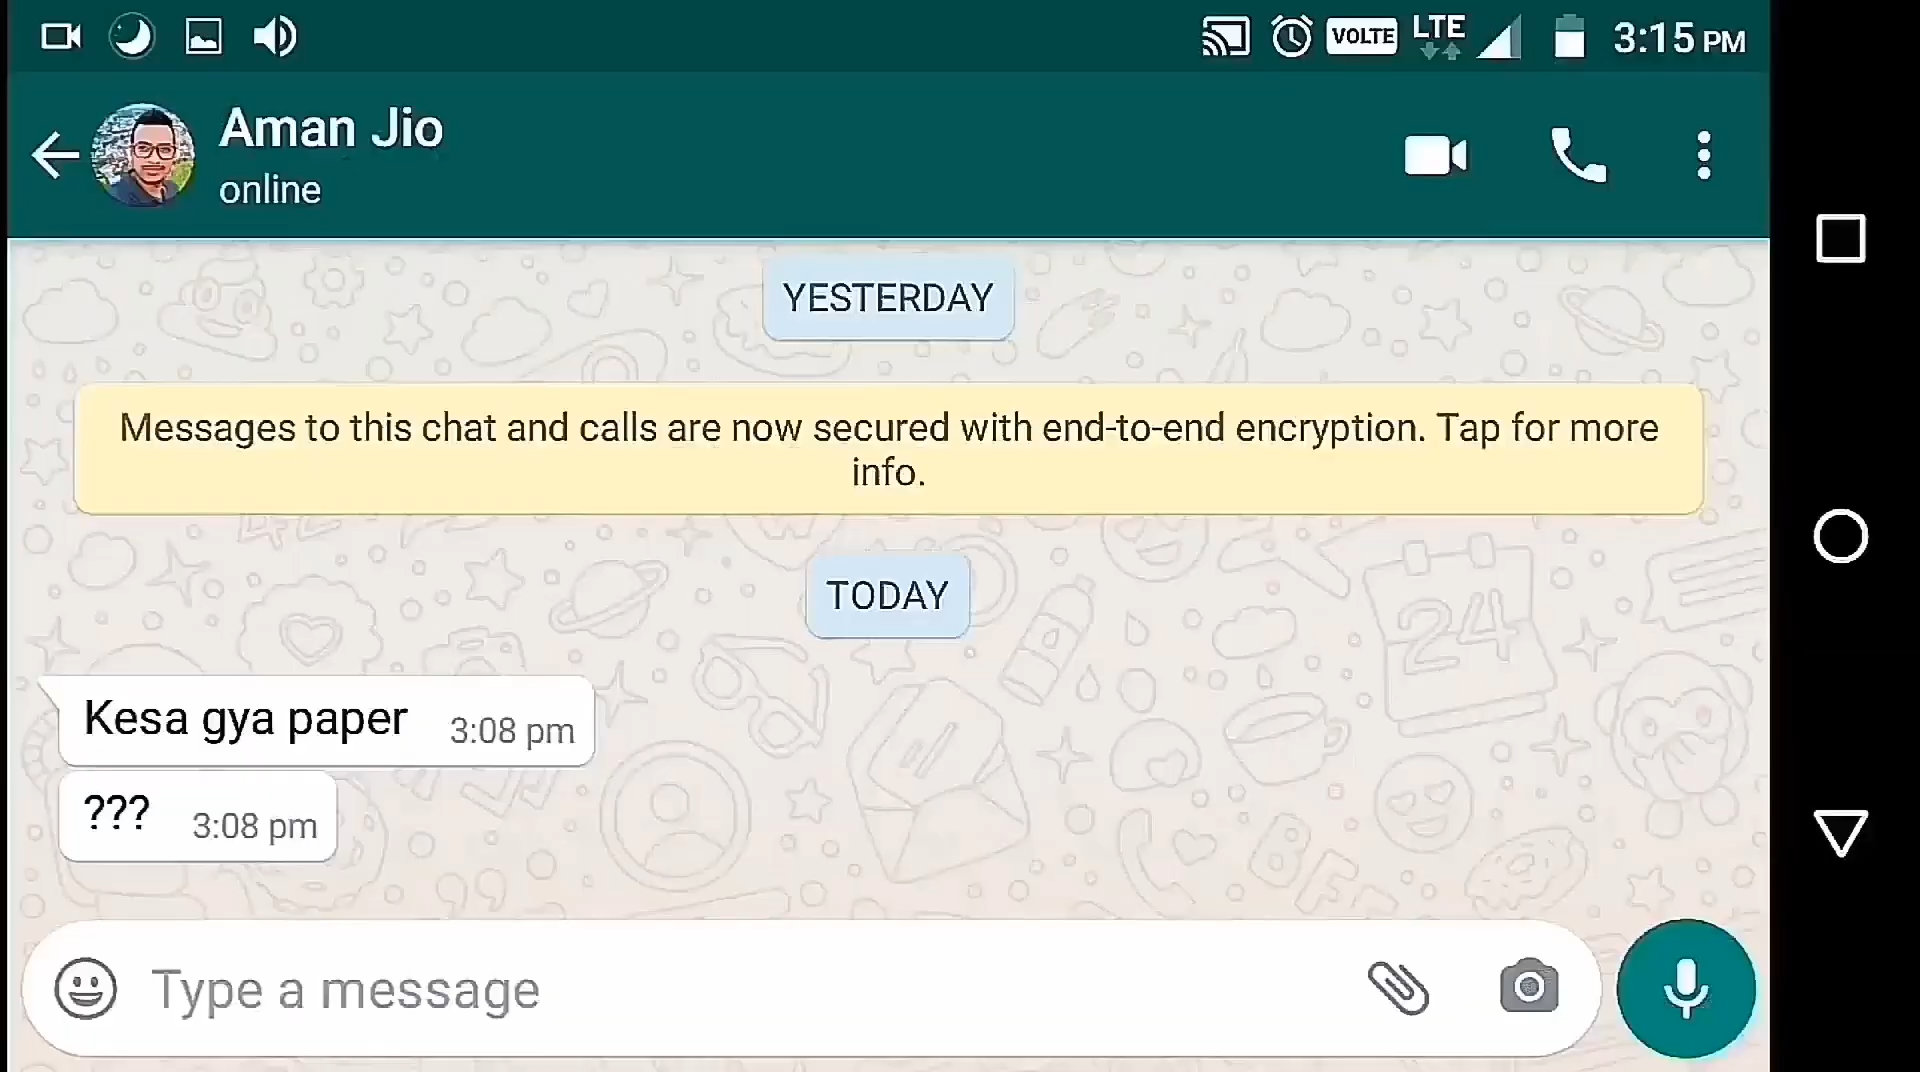 VOLTE LTE 3:15 PM
Aman Jio
online
YESTERDAY
Messages to this chat and calls are now secured with end-to-end encryption. Tap for more
info.
TODAY
Kesa gya paper 3:08 pm
??? 3:08 pm
Type a message